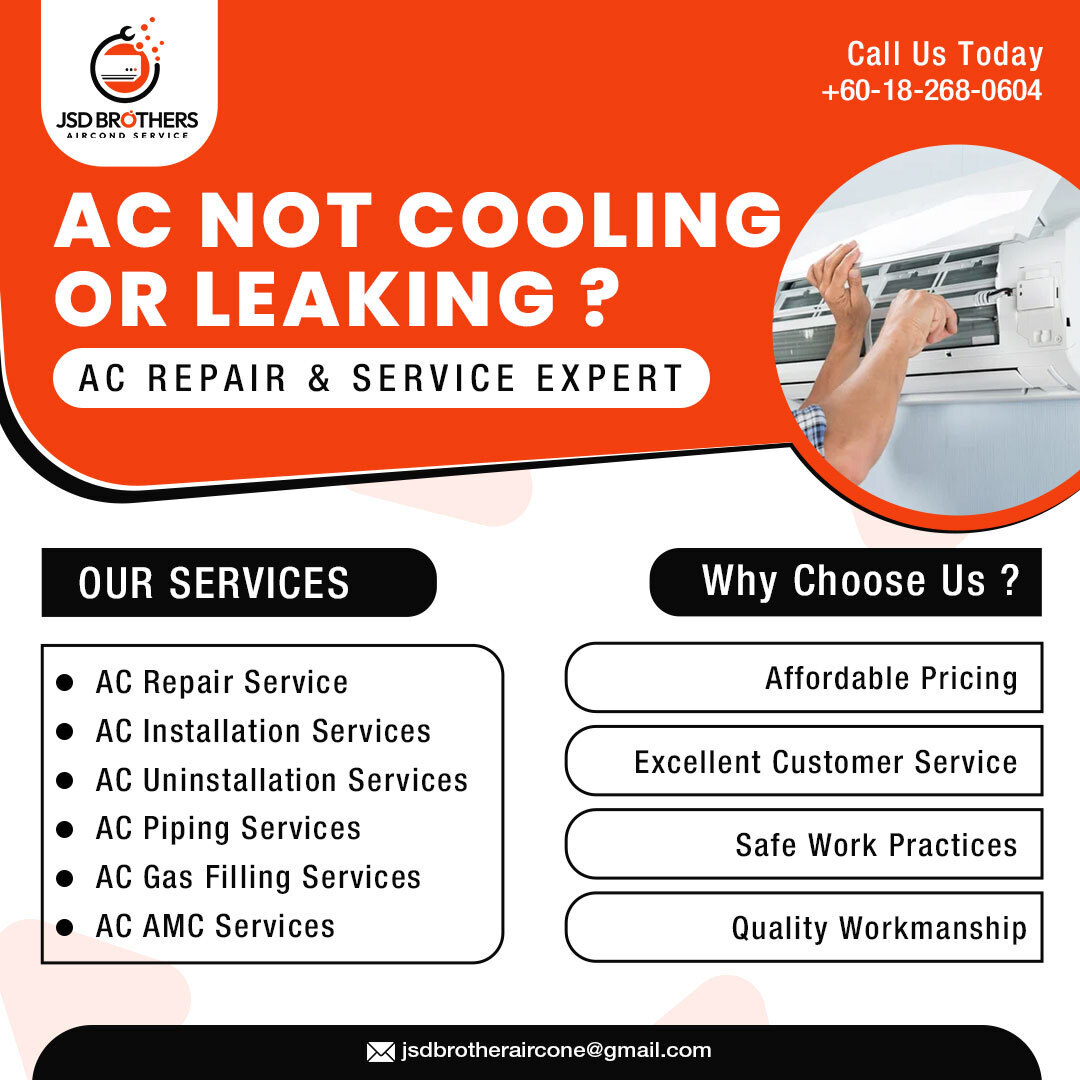 JSD BROTHERS
AIRCOND SERVICE
Call Us Today
+60-18-268-0604
AC NOT COOLING
OR LEAKING ?
AC REPAIR & SERVICE EXPERT
OUR SERVICES
AC Repair Service
AC Installation Services
AC Uninstallation Services
AC Piping Services
AC Gas Filling Services
AC AMC Services
Why Choose Us ?
Affordable Pricing
Excellent Customer Service
Safe Work Practices
Quality Workmanship
jsdbrotheraircone@gmail.com